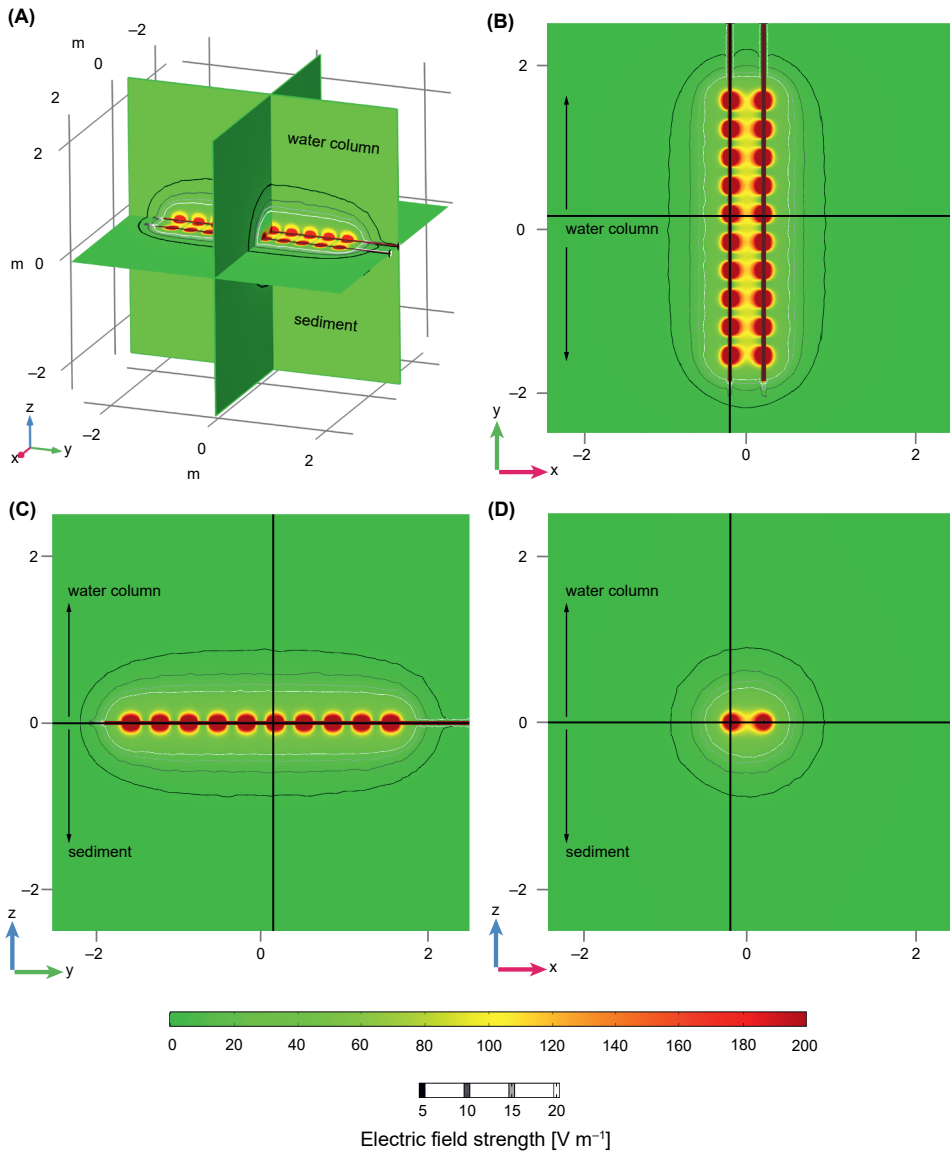 (A)
m
–2
0
2
2
m
0
–2
–2
0
m
2
water column
sediment
z
x
y
(B)
2
0
–2
–2
0
2
water column
y
x
(C)
2
0
–2
–2
0
2
water column
sediment
z
y
(D)
2
0
–2
–2
0
2
water column
sediment
z
x
0 20 40 60 80 100 120 140 160 180 200
5 10 15 20
Electric field strength [V m⁻¹]